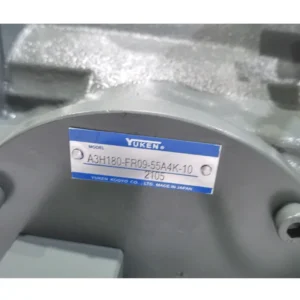 YUKEN ®
MODEL
A3H180-FR09-55A4K-10
2105
YUKEN KOGYO CO., LTD. MADE IN JAPAN